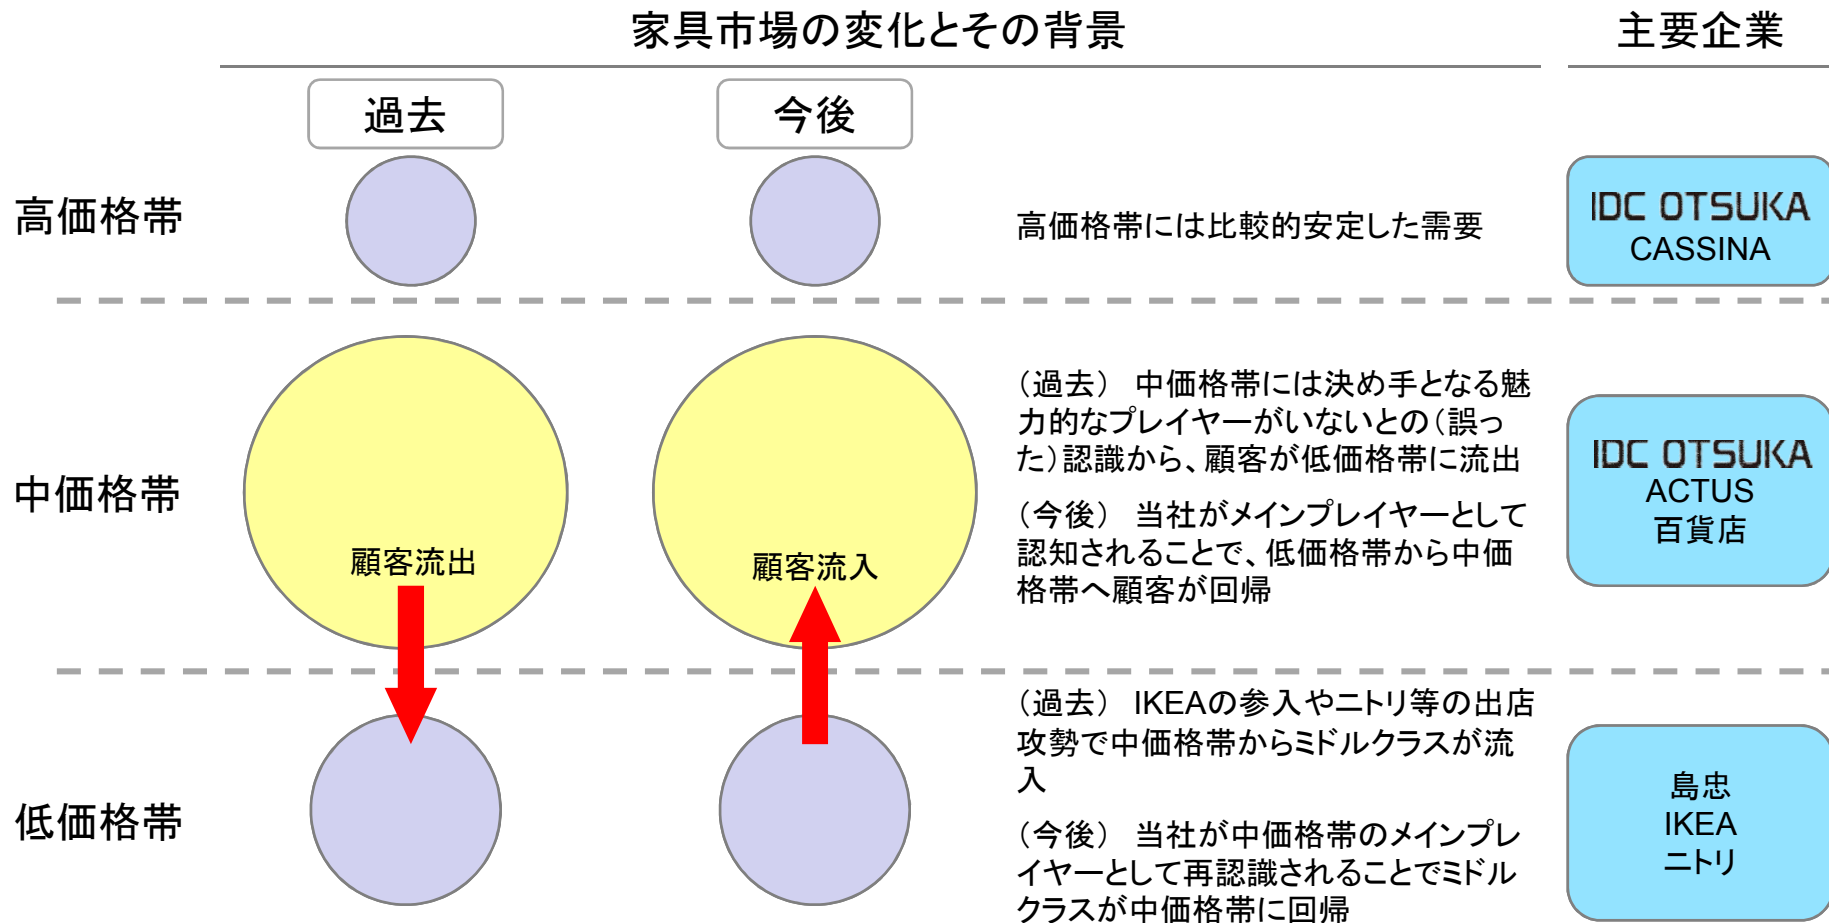 家具市場の変化とその背景
主要企業
過去
今後
高価格帯
高価格帯には比較的安定した需要
IDC OTSUKA
CASSINA
中価格帯
顧客流出
顧客流入
（過去） 中価格帯には決め手となる魅
力的なプレイヤーがいないとの（誤っ
た）認識から、顧客が低価格帯に流出
（今後） 当社がメインプレイヤーとして
認知されることで、低価格帯から中価
格帯へ顧客が回帰
IDC OTSUKA
ACTUS
百貨店
低価格帯
（過去） IKEAの参入やニトリ等の出店
攻勢で中価格帯からミドルクラスが流
入
（今後） 当社が中価格帯のメインプレ
イヤーとして再認識されることでミドル
クラスが中価格帯に回帰
島忠
IKEA
ニトリ